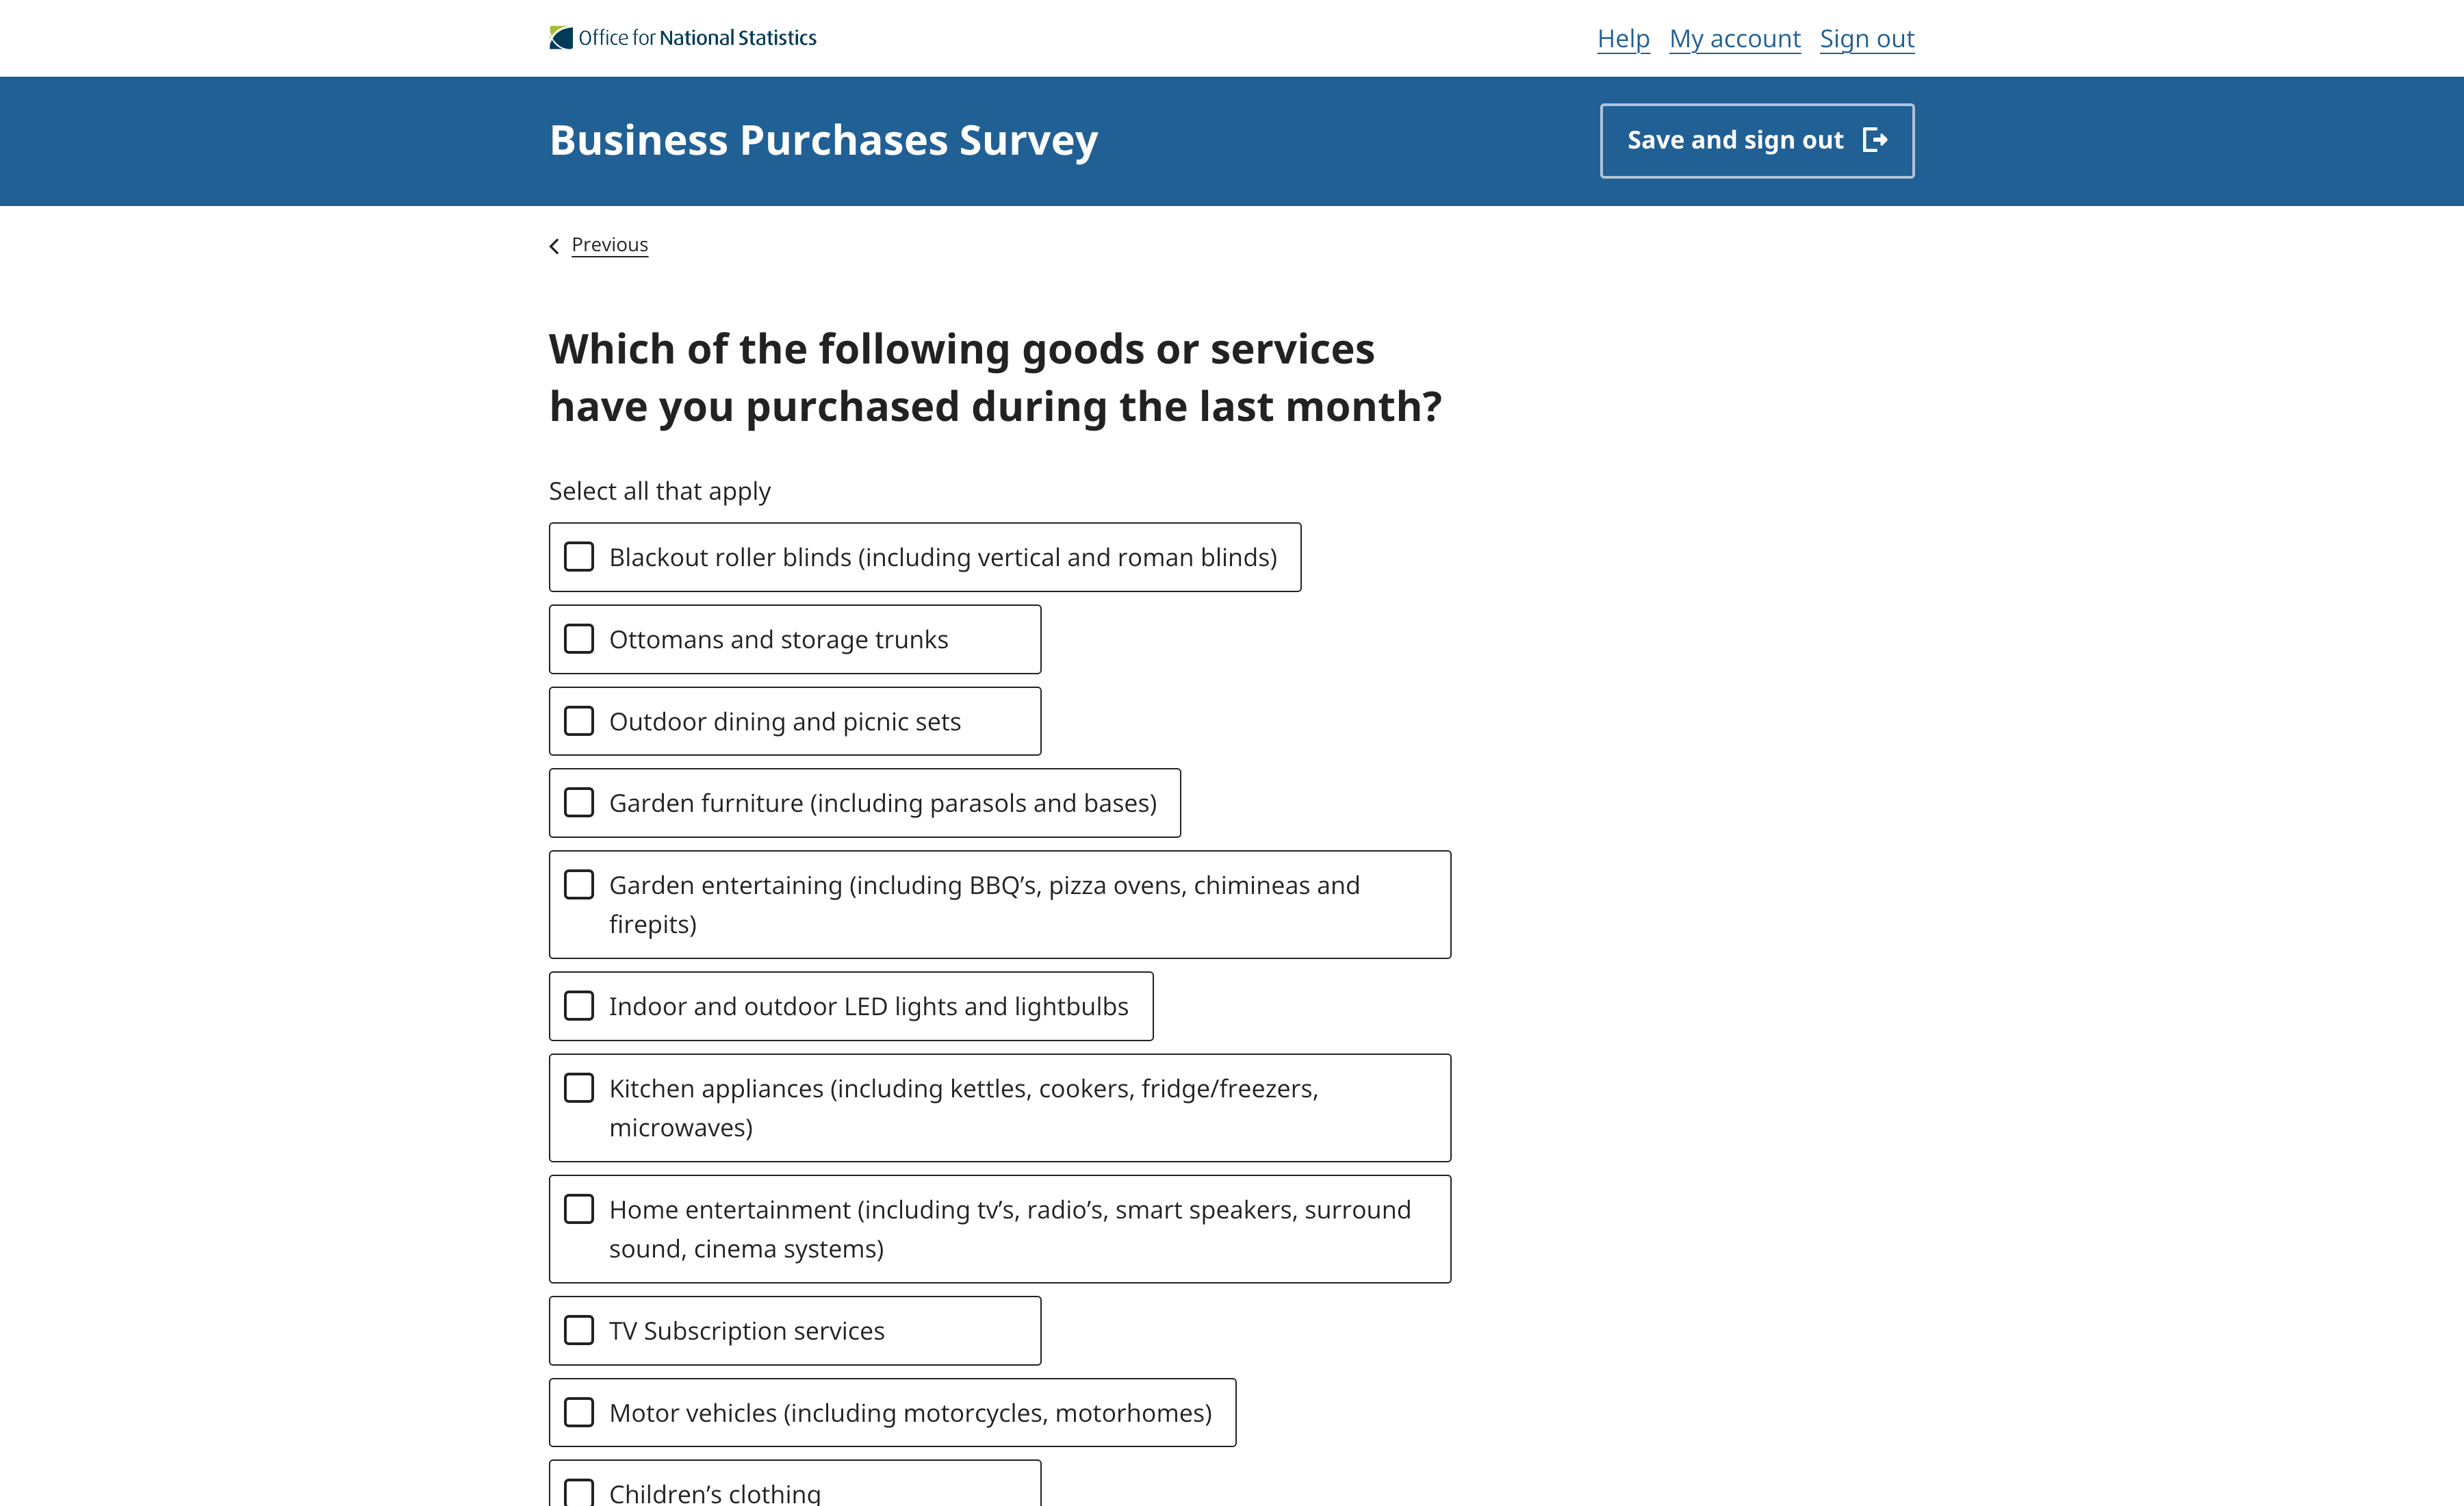 Office for National Statistics
Help My account Sign out
Business Purchases Survey
Save and sign out
Previous
Which of the following goods or services
have you purchased during the last month?
Select all that apply
Blackout roller blinds (including vertical and roman blinds)
Ottomans and storage trunks
Outdoor dining and picnic sets
Garden furniture (including parasols and bases)
Garden entertaining (including BBQ’s, pizza ovens, chimineas and
firepits)
Indoor and outdoor LED lights and lightbulbs
Kitchen appliances (including kettles, cookers, fridge/freezers,
microwaves)
Home entertainment (including tv’s, radio’s, smart speakers, surround
sound, cinema systems)
TV Subscription services
Motor vehicles (including motorcycles, motorhomes)
Children’s clothing